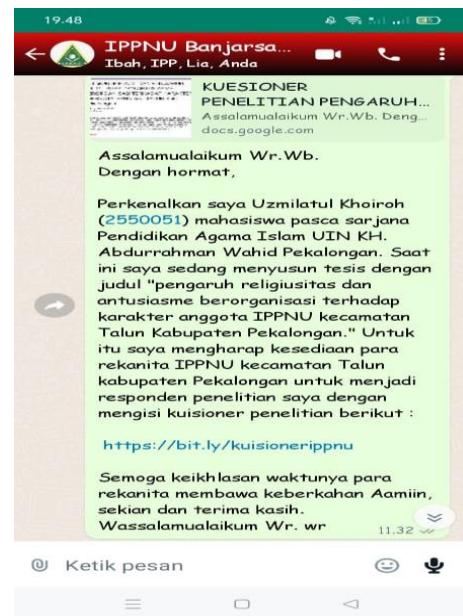 19.48
IPPNU Banjarsa...
Ibah, IPP, Lia, Anda
KUESIONER
PENELITIAN PENGARUH...
Assalamualaikum Wr.Wb. Deng...
docs.google.com
Assalamualaikum Wr.Wb.
Dengan hormat,
Perkenalkan saya Uzmilatul Khoiroh
(2550051) mahasiswa pasca sarjana
Pendidikan Agama Islam UIN KH.
Abdurrahman Wahid Pekalongan. Saat
ini saya sedang menyusun tesis dengan
judul "pengaruh religiusitas dan
antusiasme berorganisasi terhadap
karakter anggota IPPNU kecamatan
Talun Kabupaten Pekalongan." Untuk
itu saya mengharap kesediaan para
rekanita IPPNU kecamatan Talun
kabupaten Pekalongan untuk menjadi
responden penelitian saya dengan
mengisi kuisioner penelitian berikut :
https://bit.ly/kuisionerippnu
Semoga keikhlasan waktunya para
rekanita membawa keberkahan Aamiin,
sekian dan terima kasih.
Wassalamualaikum Wr. wr
11.32
Ketik pesan